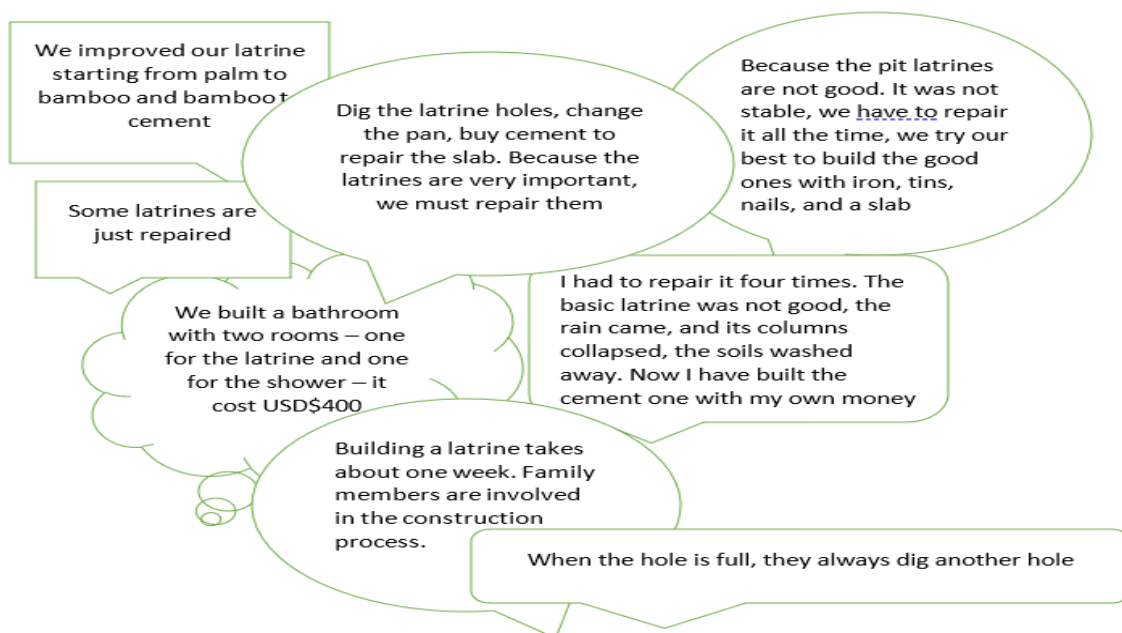 We improved our latrine
starting from palm to
bamboo and bamboo t
cement
Dig the latrine holes, change
the pan, buy cement to
repair the slab. Because the
latrines are very important,
we must repair them
Because the pit latrines
are not good. It was not
stable, we have to repair
it all the time, we try our
best to build the good
ones with iron, tins,
nails, and a slab
Some latrines are
just repaired
We built a bathroom
with two rooms – one
for the latrine and one
for the shower – it
cost USD$400
I had to repair it four times. The
basic latrine was not good, the
rain came, and its columns
collapsed, the soils washed
away. Now I have built the
cement one with my own money
Building a latrine takes
about one week. Family
members are involved
in the construction
process.
When the hole is full, they always dig another hole